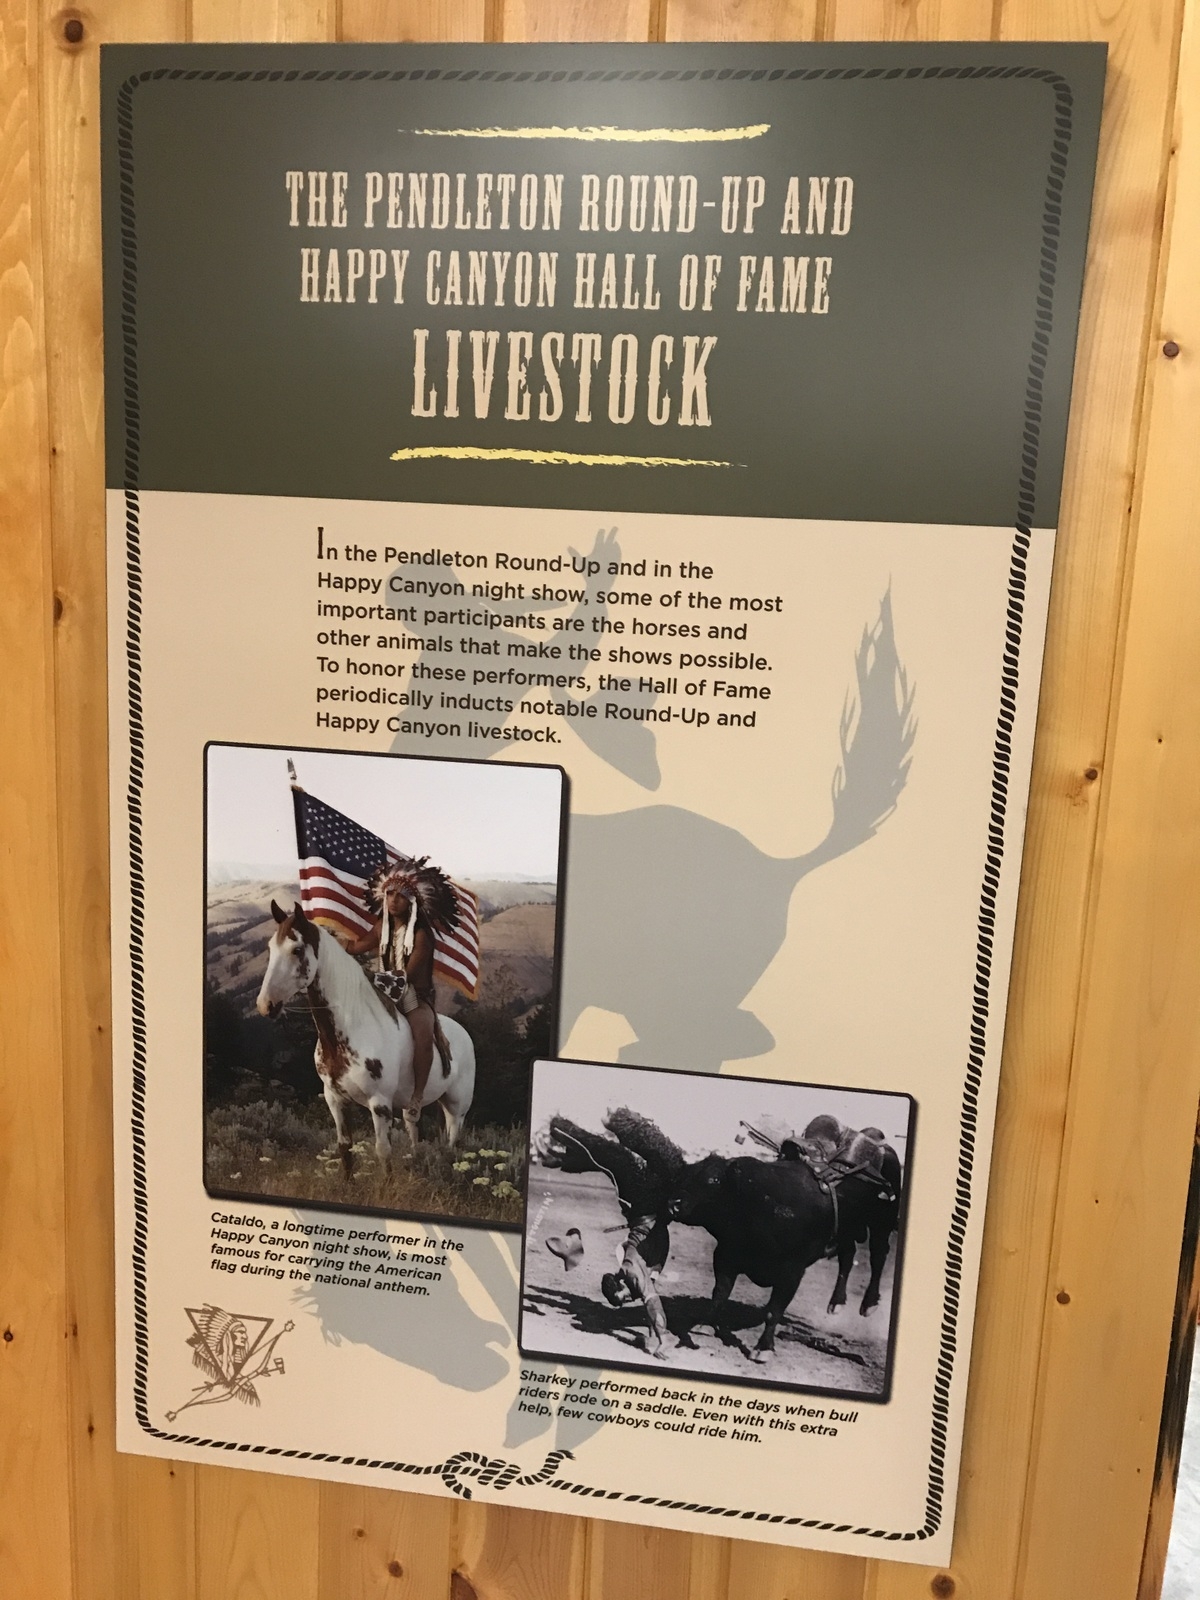 THE PENDLETON ROUND-UP AND
HAPPY CANYON HALL OF FAME
LIVESTOCK
In the Pendleton Round-Up and in the
Happy Canyon night show, some of the most
important participants are the horses and
other animals that make the shows possible.
To honor these performers, the Hall of Fame
periodically inducts notable Round-Up and
Happy Canyon livestock.
Cataldo, a longtime performer in the
Happy Canyon night show, is most
famous for carrying the American
flag during the national anthem.
Sharkey performed back in the days when bull
riders rode on a saddle. Even with this extra
help, few cowboys could ride him.